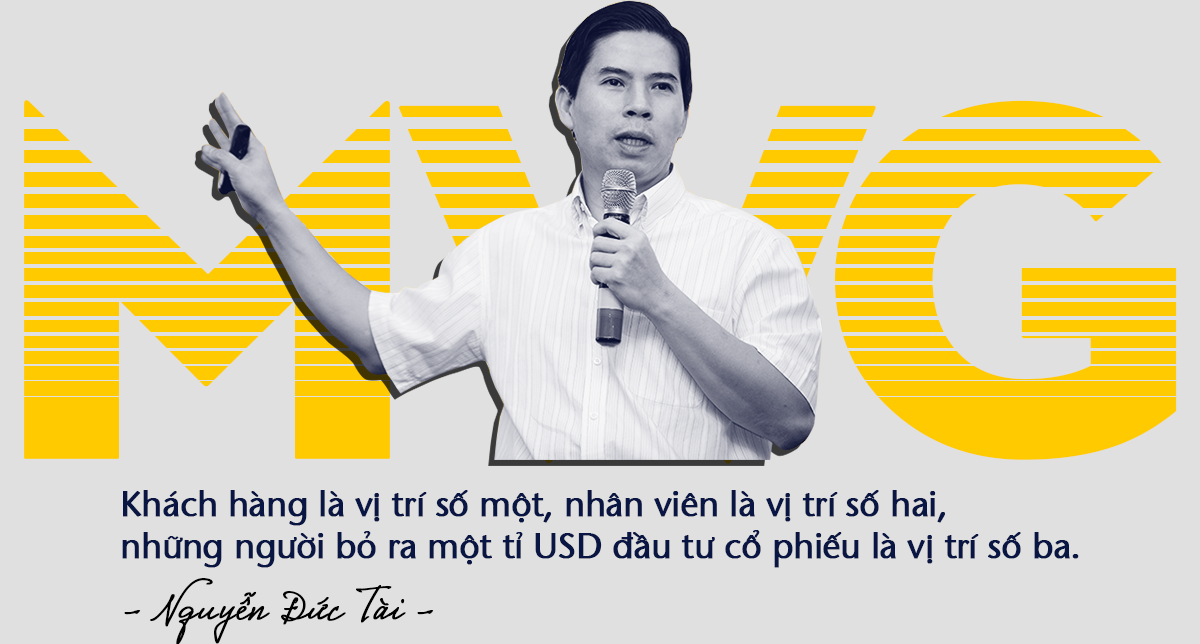 MWG
Khách hàng là vị trí số một, nhân viên là vị trí số hai,
những người bỏ ra một tỉ USD đầu tư cổ phiếu là vị trí số ba.
- Nguyễn Đức Tài -